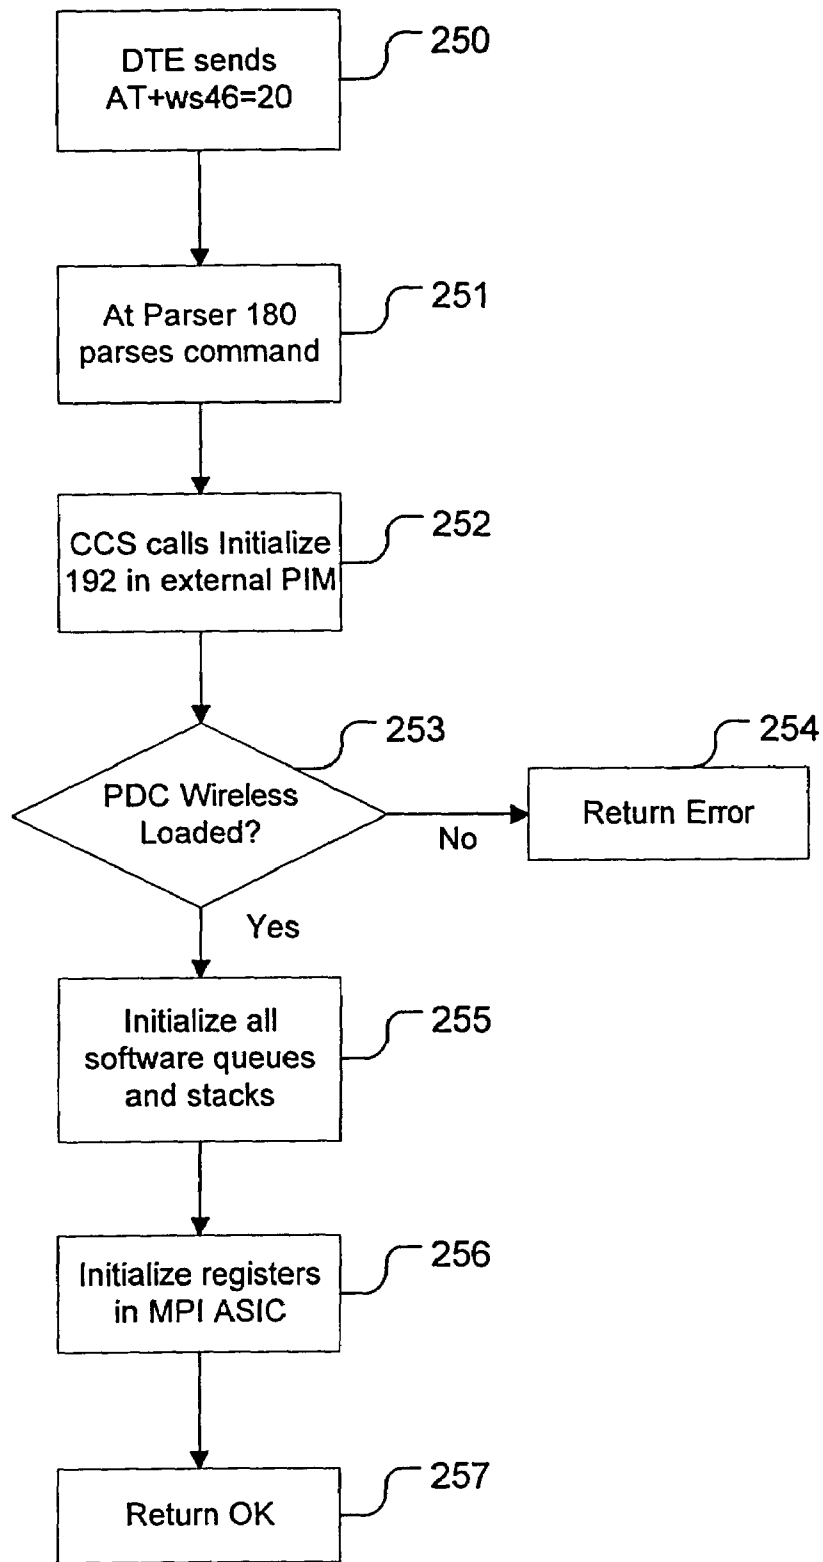 DTE sends
AT+ws46=20
250
At Parser 180
parses command
251
CCS calls Initialize
192 in external PIM
252
PDC Wireless
Loaded?
253
No
Return Error
254
Yes
Initialize all
software queues
and stacks
255
Initialize registers
in MPI ASIC
256
Return OK
257